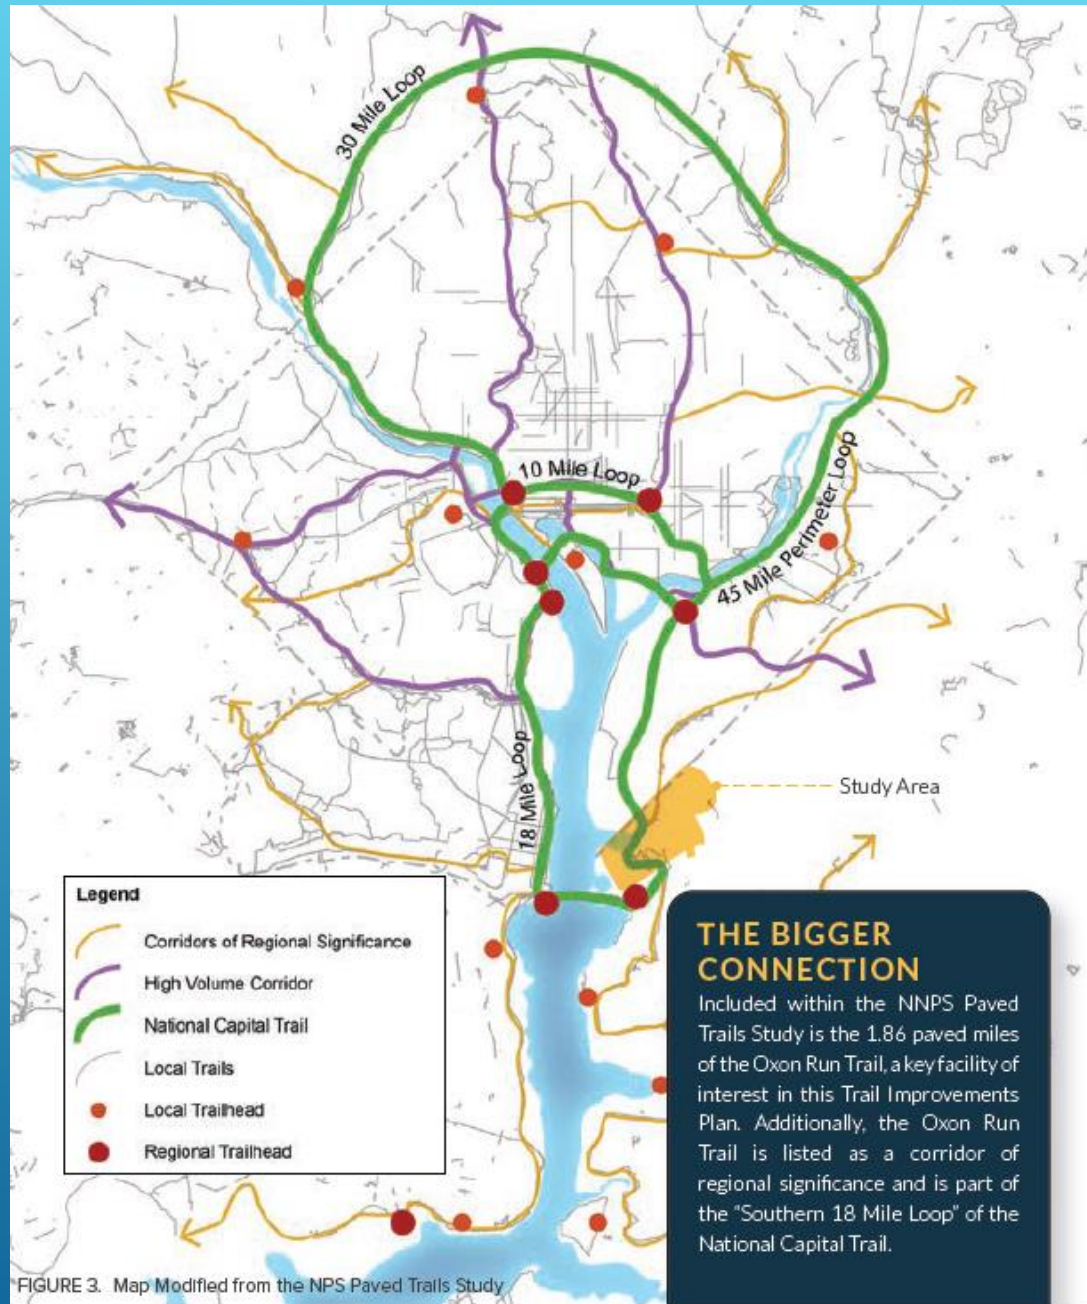 30 Mile Loop
10 Mile Loop
45 Mile Perimeter Loop
18 Mile Loop
Study Area
Legend
Corridors of Regional Significance
High Volume Corridor
National Capital Trail
Local Trails
Local Trailhead
Regional Trailhead
THE BIGGER
CONNECTION
Included within the NNPS Paved
Trails Study is the 1.86 paved miles
of the Oxon Run Trail, a key facility of
interest in this Trail Improvements
Plan. Additionally, the Oxon Run
Trail is listed as a corridor of
regional significance and is part of
the "Southern 18 Mile Loop" of the
National Capital Trail.
FIGURE 3. Map Modified from the NPS Paved Trails Study